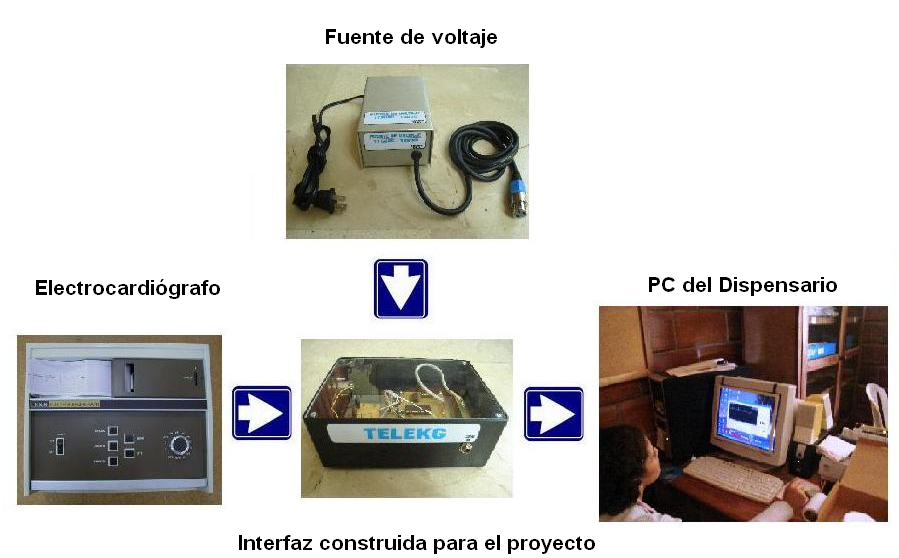 Fuente de voltaje
Electrocardiógrafo
PC del Dispensario
TELEKG
Interfaz construida para el proyecto